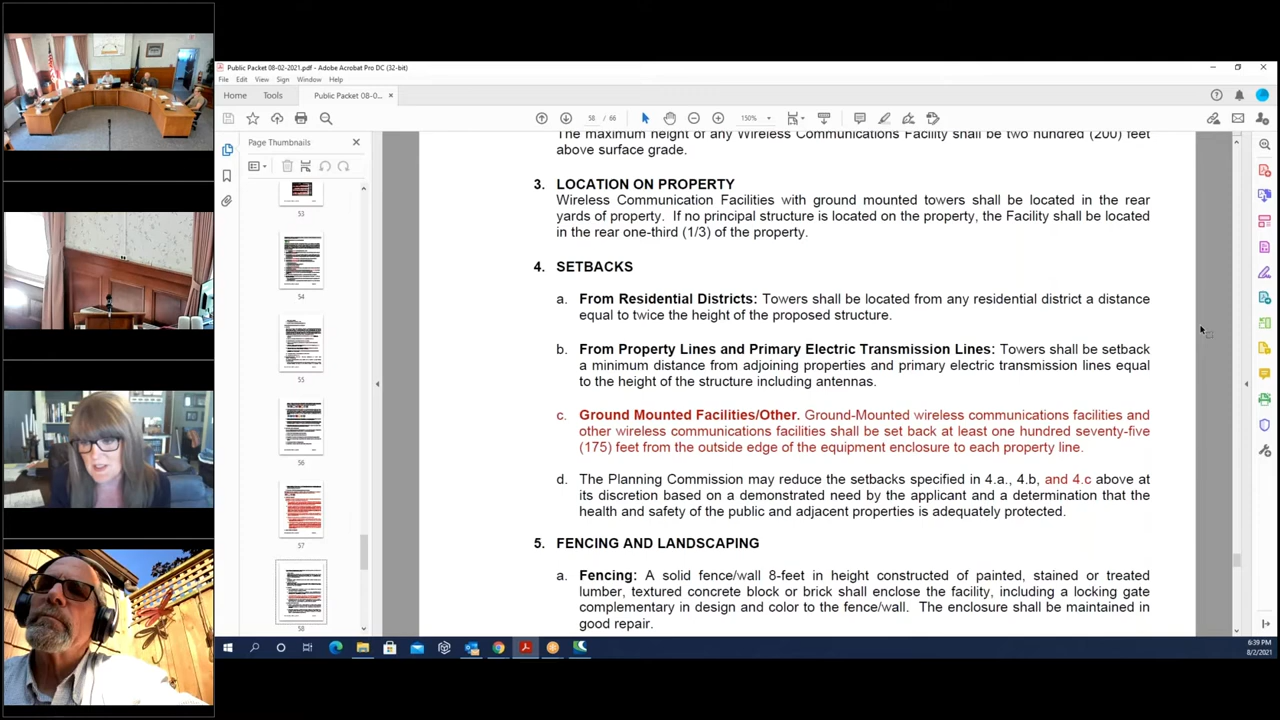 Public Packet 08-02-2021.pdf - Adobe Acrobat Pro DC (32-bit)
File Edit View Sign Window Help
Home Tools Public Packet 08-0... ×
58 / 66 150%
Page Thumbnails
53
54
55
56
57
58
The maximum height of any Wireless Communications Facility shall be two hundred (200) feet
above surface grade.
3. LOCATION ON PROPERTY
Wireless Communication Facilities with ground mounted towers shall be located in the rear
yards of property. If no principal structure is located on the property, the Facility shall be located
in the rear one-third (1/3) of the property.
4. SETBACKS
a. From Residential Districts: Towers shall be located from any residential district a distance
equal to twice the height of the proposed structure.
From Property Lines Primary Electric Transmission Lines Towers shall be setback
a minimum distance from adjoining properties and primary electric transmission lines equal
to the height of the structure including antennas.
c. Ground Mounted Facilities/Other. Ground-Mounted wireless communications facilities and
other wireless communications facilities shall be set back at least one hundred seventy-five
(175) feet from the outside edge of the equipment enclosure to each property line.
The Planning Commission may reduce the setbacks specified in 4.a., 4.b, and 4.c above at
its discretion based on a demonstrated need by the applicant and determination that the
health and safety of the public and adjacent properties is adequately protected.
5. FENCING AND LANDSCAPING
Fencing: A solid fence/wall 8-feet in height constructed of painted, stained or treated
lumber, textured concrete block or brick shall enclose the facility, including a locking gate
complementary in design and color to the fence/wall. The enclosure shall be maintained in
good repair.
6:39 PM
8/2/2021